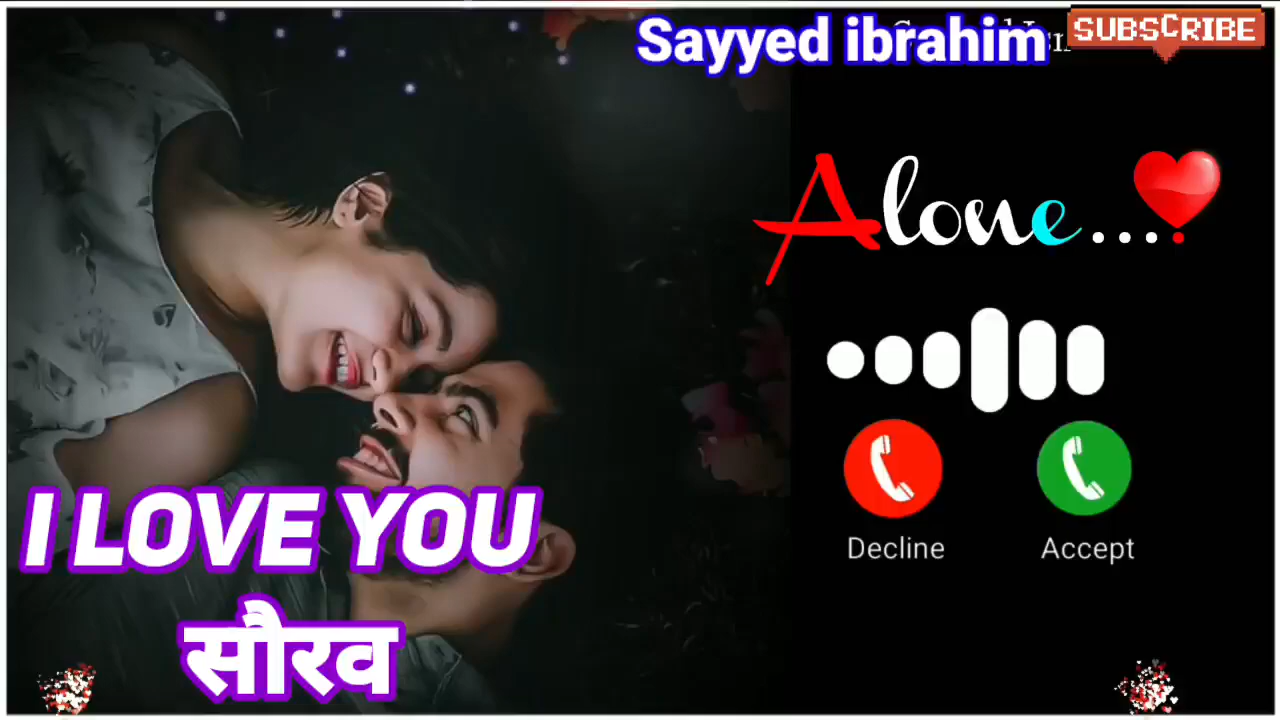 Sayyed ibrahim
SUBSCRIBE
Alone...
Decline
Accept
I LOVE YOU
सौरव